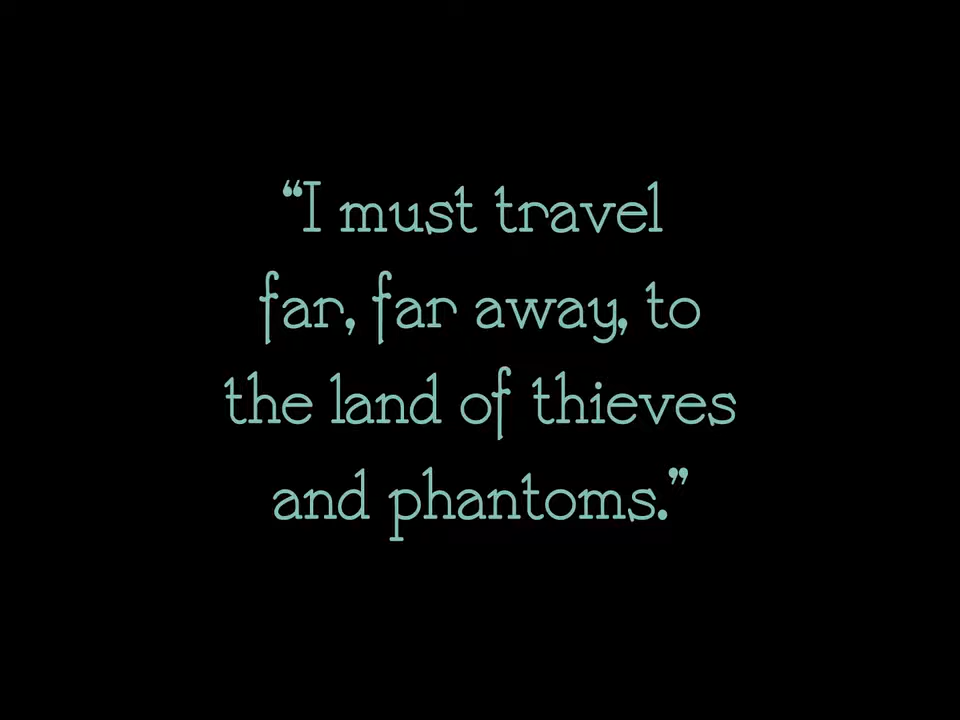 “I must travel
far, far away, to
the land of thieves
and phantoms.”